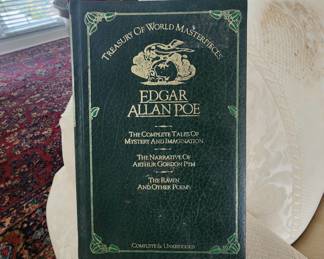 TREASURY OF WORLD MASTERPIECES
EDGAR
ALLAN POE
THE COMPLETE TALES OF
MYSTERY AND IMAGINATION
THE NARRATIVE OF
ARTHUR GORDON PYM
THE RAVEN
AND OTHER POEMS
COMPLETE & UNABRIDGED